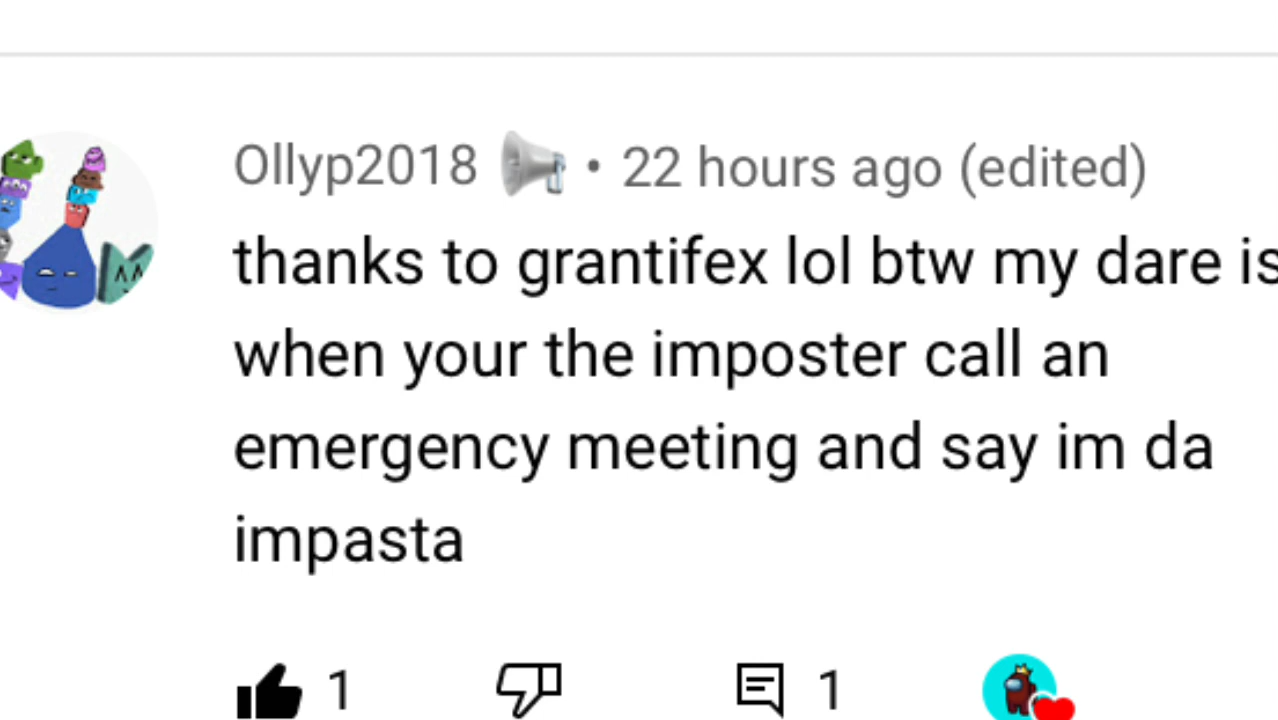 Ollyp2018 📢 • 22 hours ago (edited)
thanks to grantifex lol btw my dare is
when your the imposter call an
emergency meeting and say im da
impasta
1 1